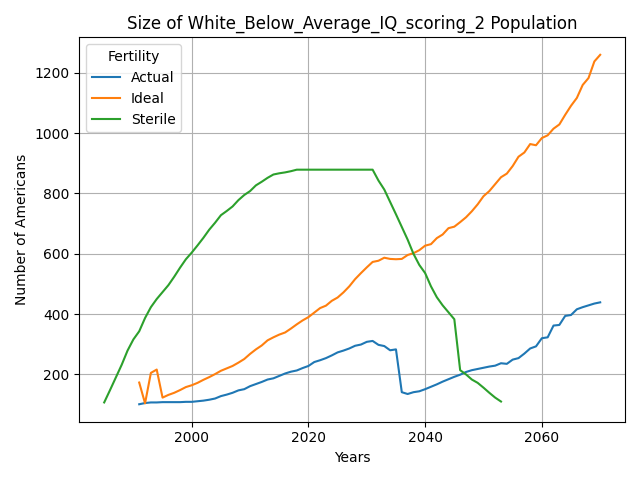 Size of White_Below_Average_IQ_scoring_2 Population
Fertility
Actual
Ideal
Sterile
1200
1000
800
600
400
200
Number of Americans
2000
2020
2040
2060
Years